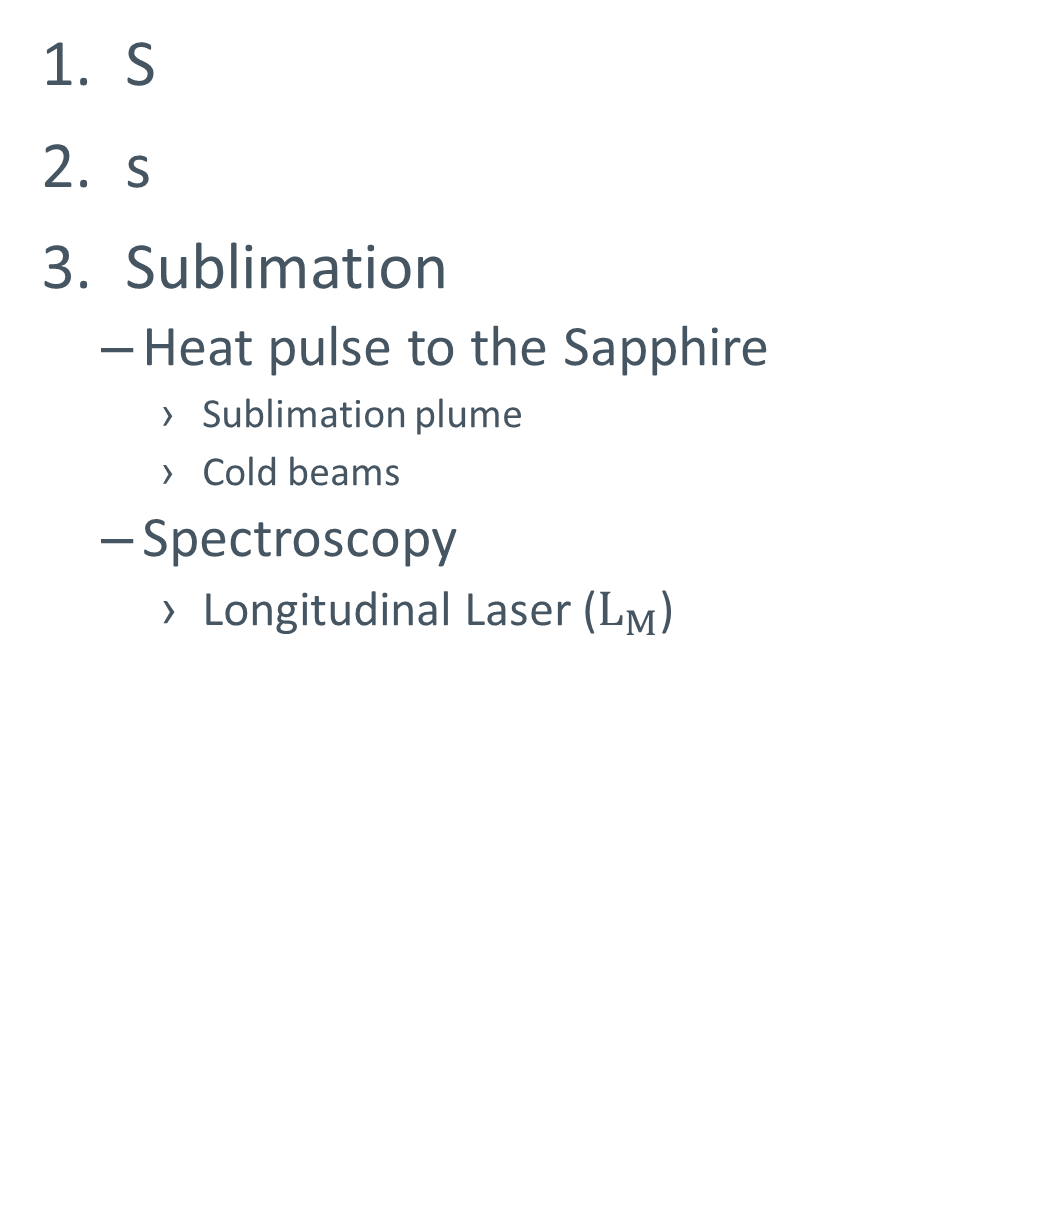 1. S
2. s
3. Sublimation
– Heat pulse to the Sapphire
› Sublimation plume
› Cold beams
– Spectroscopy
› Longitudinal Laser (L_M)